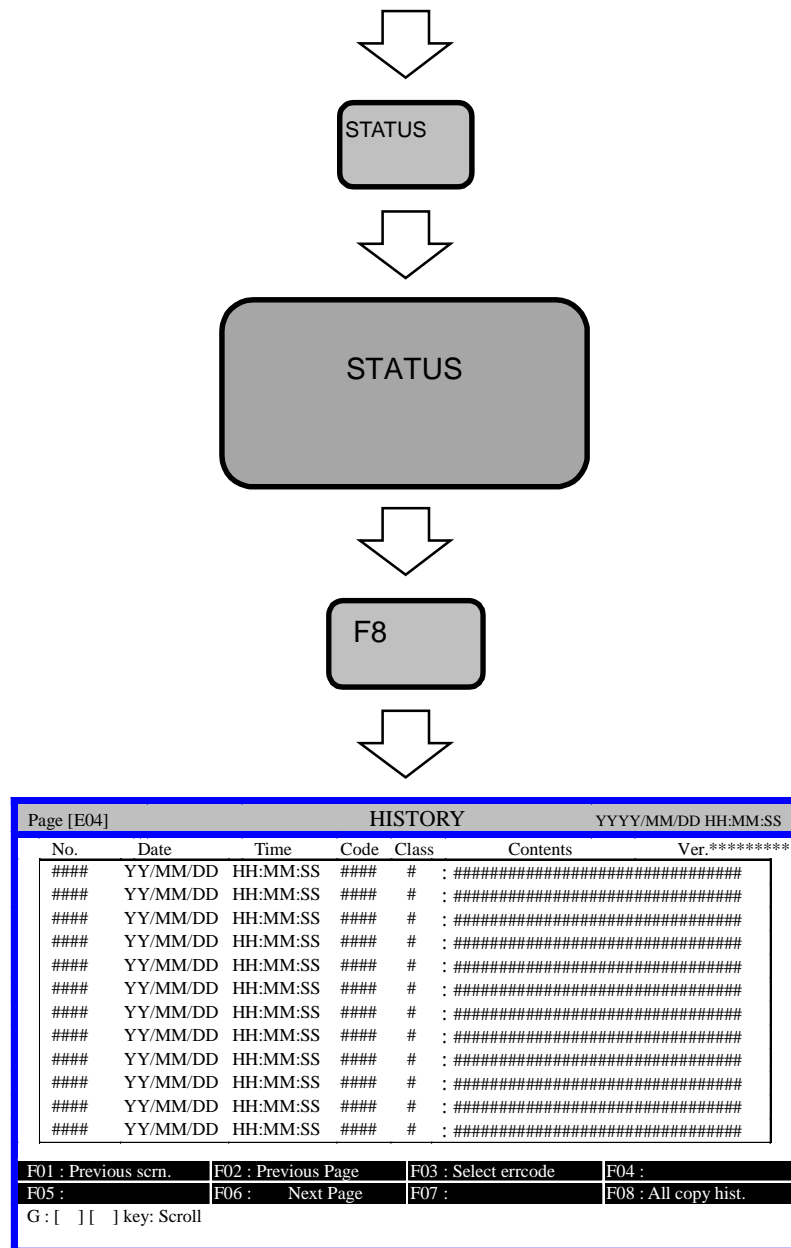 STATUS
STATUS
F8
Page [E04] HISTORY YYYY/MM/DD HH:MM:SS
No. Date Time Code Class Contents Ver.*********
#### YY/MM/DD HH:MM:SS #### # : ################################
#### YY/MM/DD HH:MM:SS #### # : ################################
#### YY/MM/DD HH:MM:SS #### # : ################################
#### YY/MM/DD HH:MM:SS #### # : ################################
#### YY/MM/DD HH:MM:SS #### # : ################################
#### YY/MM/DD HH:MM:SS #### # : ################################
#### YY/MM/DD HH:MM:SS #### # : ################################
#### YY/MM/DD HH:MM:SS #### # : ################################
#### YY/MM/DD HH:MM:SS #### # : ################################
#### YY/MM/DD HH:MM:SS #### # : ################################
#### YY/MM/DD HH:MM:SS #### # : ################################
#### YY/MM/DD HH:MM:SS #### # : ################################
F01 : Previous scrn. F02 : Previous Page F03 : Select errcode F04 :
F05 : F06 : Next Page F07 : F08 : All copy hist.
G : [ ] [ ] key: Scroll